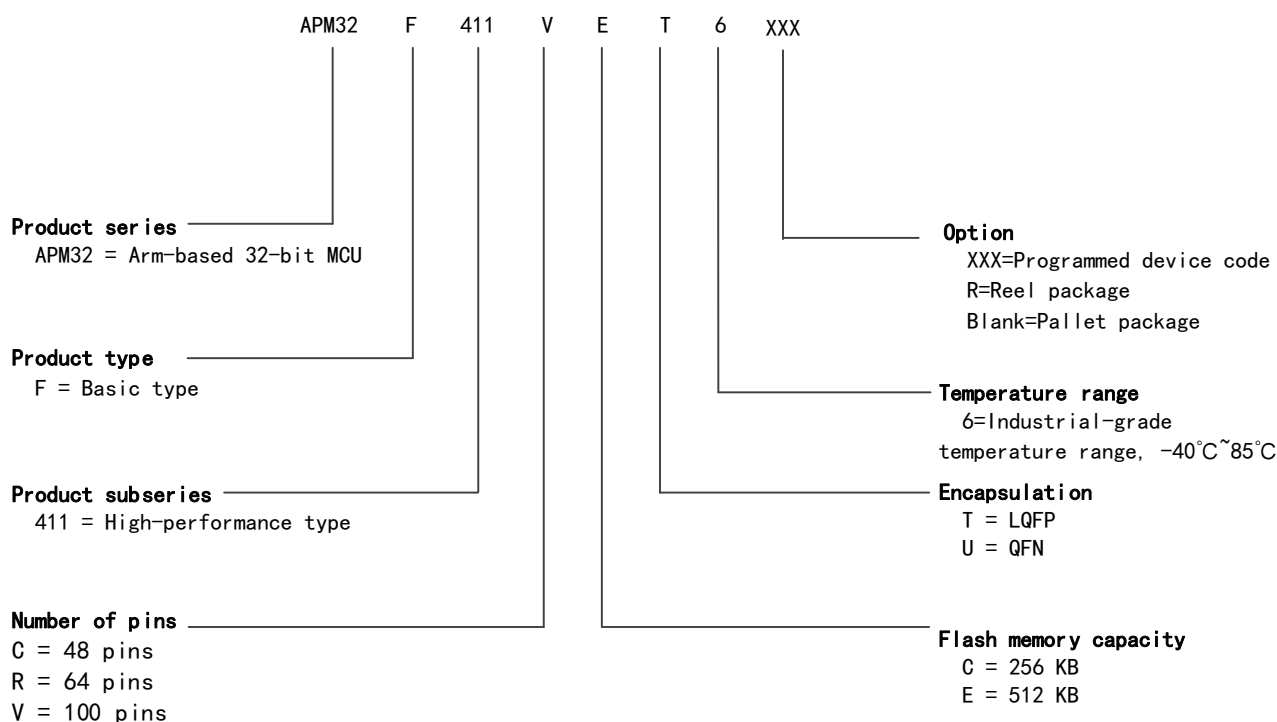 APM32 F 411 V E T 6 XXX
Product series
APM32 = Arm-based 32-bit MCU
Product type
F = Basic type
Product subseries
411 = High-performance type
Number of pins
C = 48 pins
R = 64 pins
V = 100 pins
Option
XXX=Programmed device code
R=Reel package
Blank=Pallet package
Temperature range
6=Industrial-grade
temperature range, -40℃~85℃
Encapsulation
T = LQFP
U = QFN
Flash memory capacity
C = 256 KB
E = 512 KB